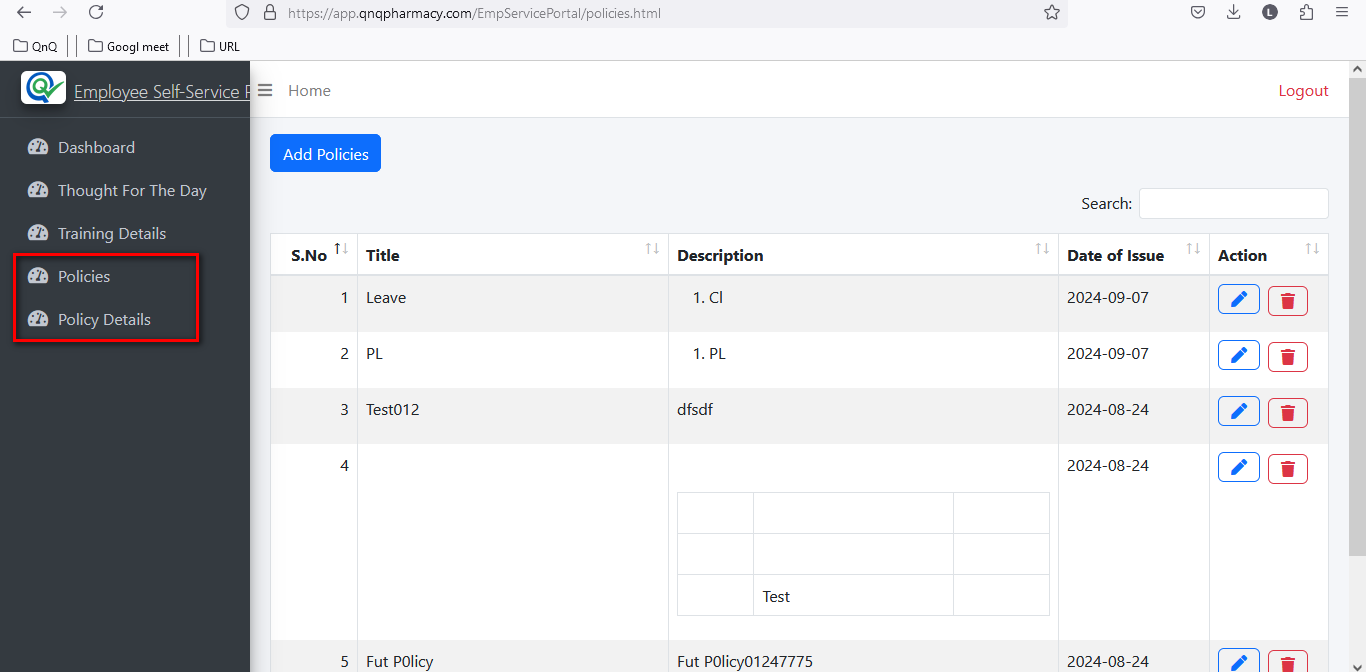 https://app.qnqpharmacy.com/EmpServicePortal/policies.html
L
QnQ
Googl meet
URL
Employee Self-Service
Home
Logout
Dashboard
Thought For The Day
Training Details
Policies
Policy Details
Add Policies
Search:
S.No Title Description Date of Issue Action
1 Leave 1. Cl 2024-09-07
2 PL 1. PL 2024-09-07
3 Test012 dfsdf 2024-08-24
4 2024-08-24
Test
5 Fut P0licy Fut P0licy01247775 2024-08-24